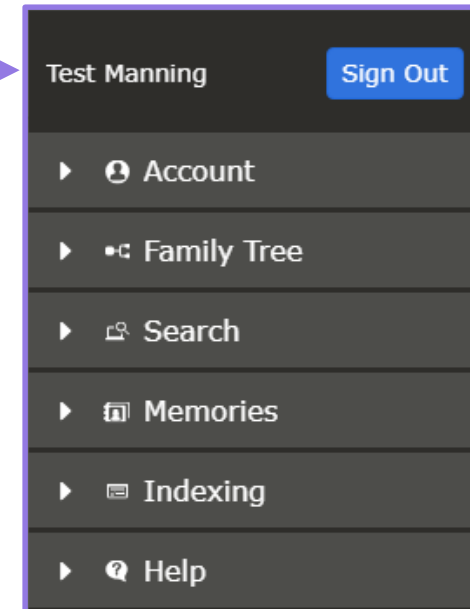 Test Manning
Sign Out
Account
Family Tree
Search
Memories
Indexing
Help